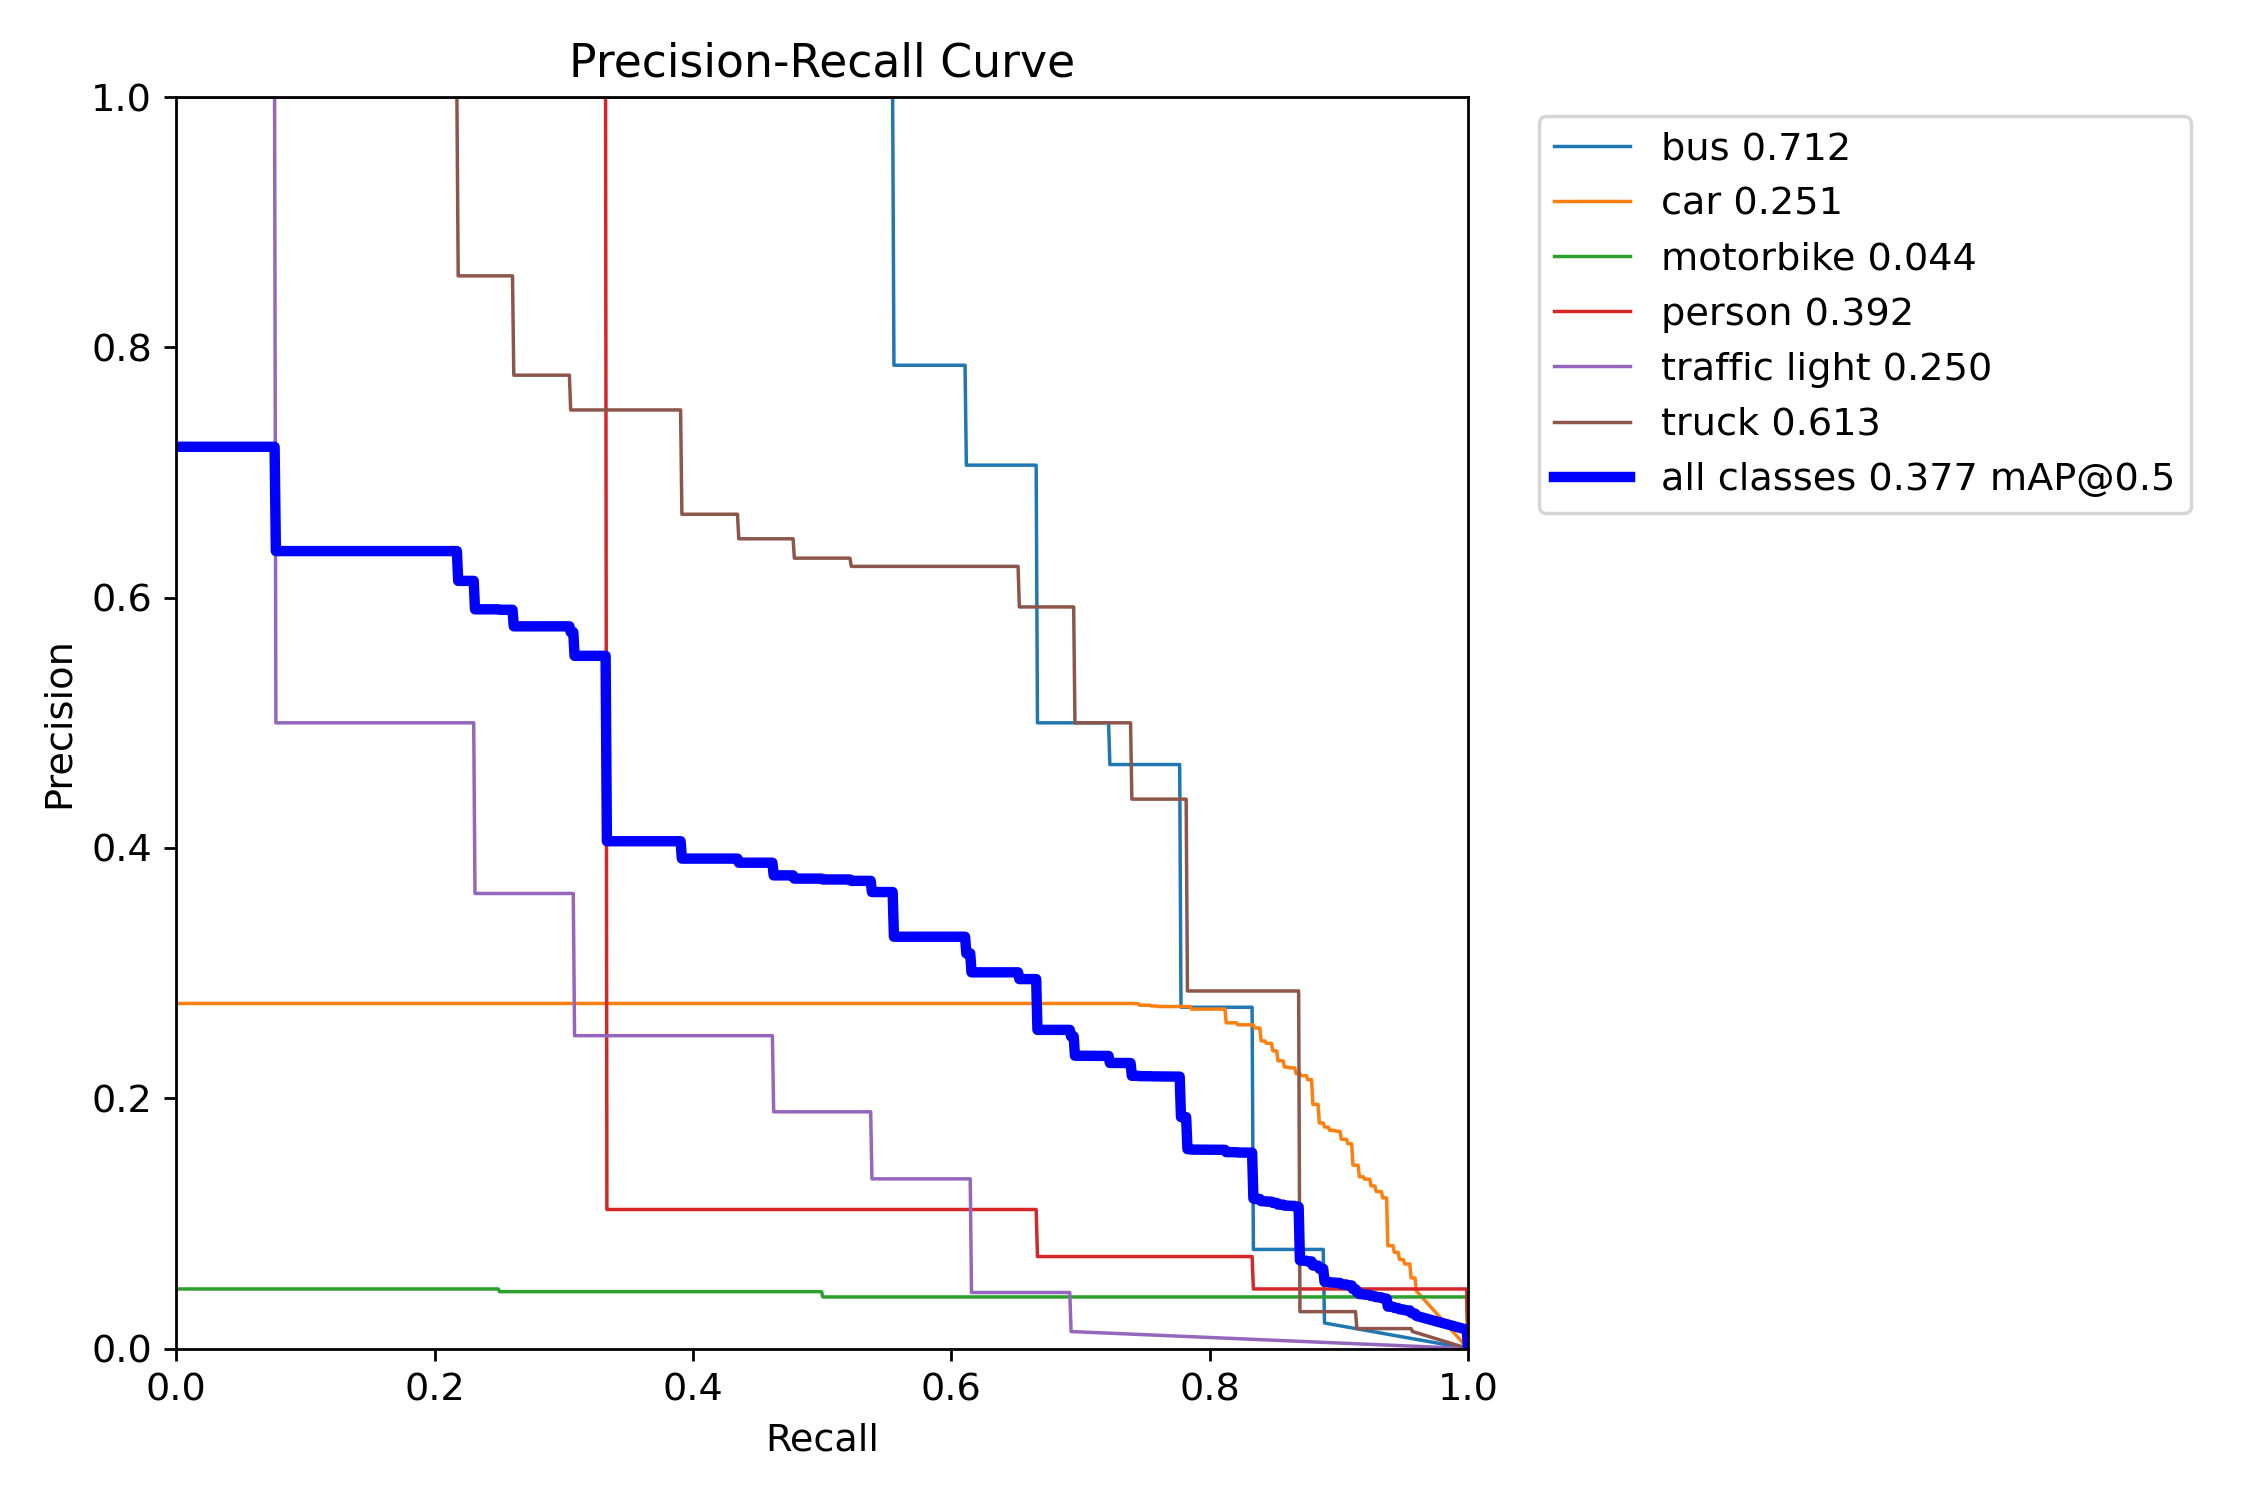 Precision-Recall Curve
1.0
0.8
0.6
0.4
0.2
0.0
Precision
0.0 0.2 0.4 0.6 0.8 1.0
Recall
bus 0.712
car 0.251
motorbike 0.044
person 0.392
traffic light 0.250
truck 0.613
all classes 0.377 mAP@0.5